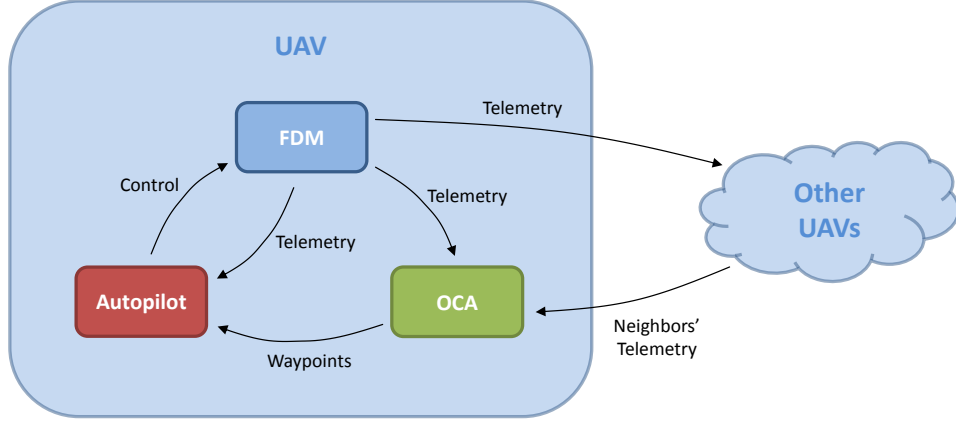 UAV
Telemetry
FDM
Control
Telemetry
Telemetry
Other
UAVs
Autopilot
OCA
Waypoints
Neighbors'
Telemetry